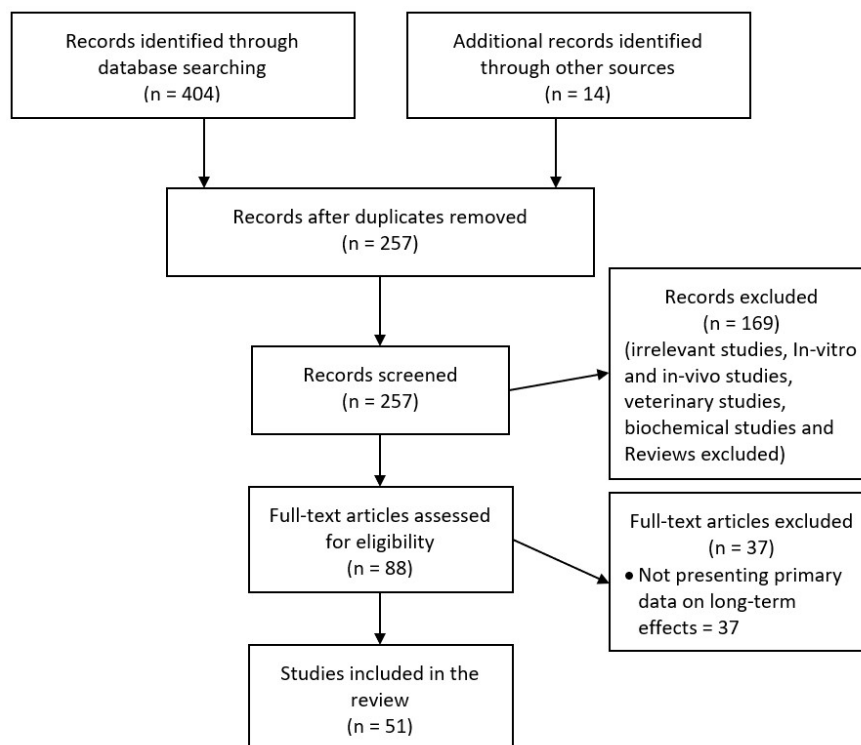 Records identified through
database searching
(n = 404)
Additional records identified
through other sources
(n = 14)
Records after duplicates removed
(n = 257)
Records screened
(n = 257)
Records excluded
(n = 169)
(irrelevant studies, In-vitro
and in-vivo studies,
veterinary studies,
biochemical studies and
Reviews excluded)
Full-text articles assessed
for eligibility
(n = 88)
Full-text articles excluded
(n = 37)
• Not presenting primary
data on long-term
effects = 37
Studies included in the
review
(n = 51)